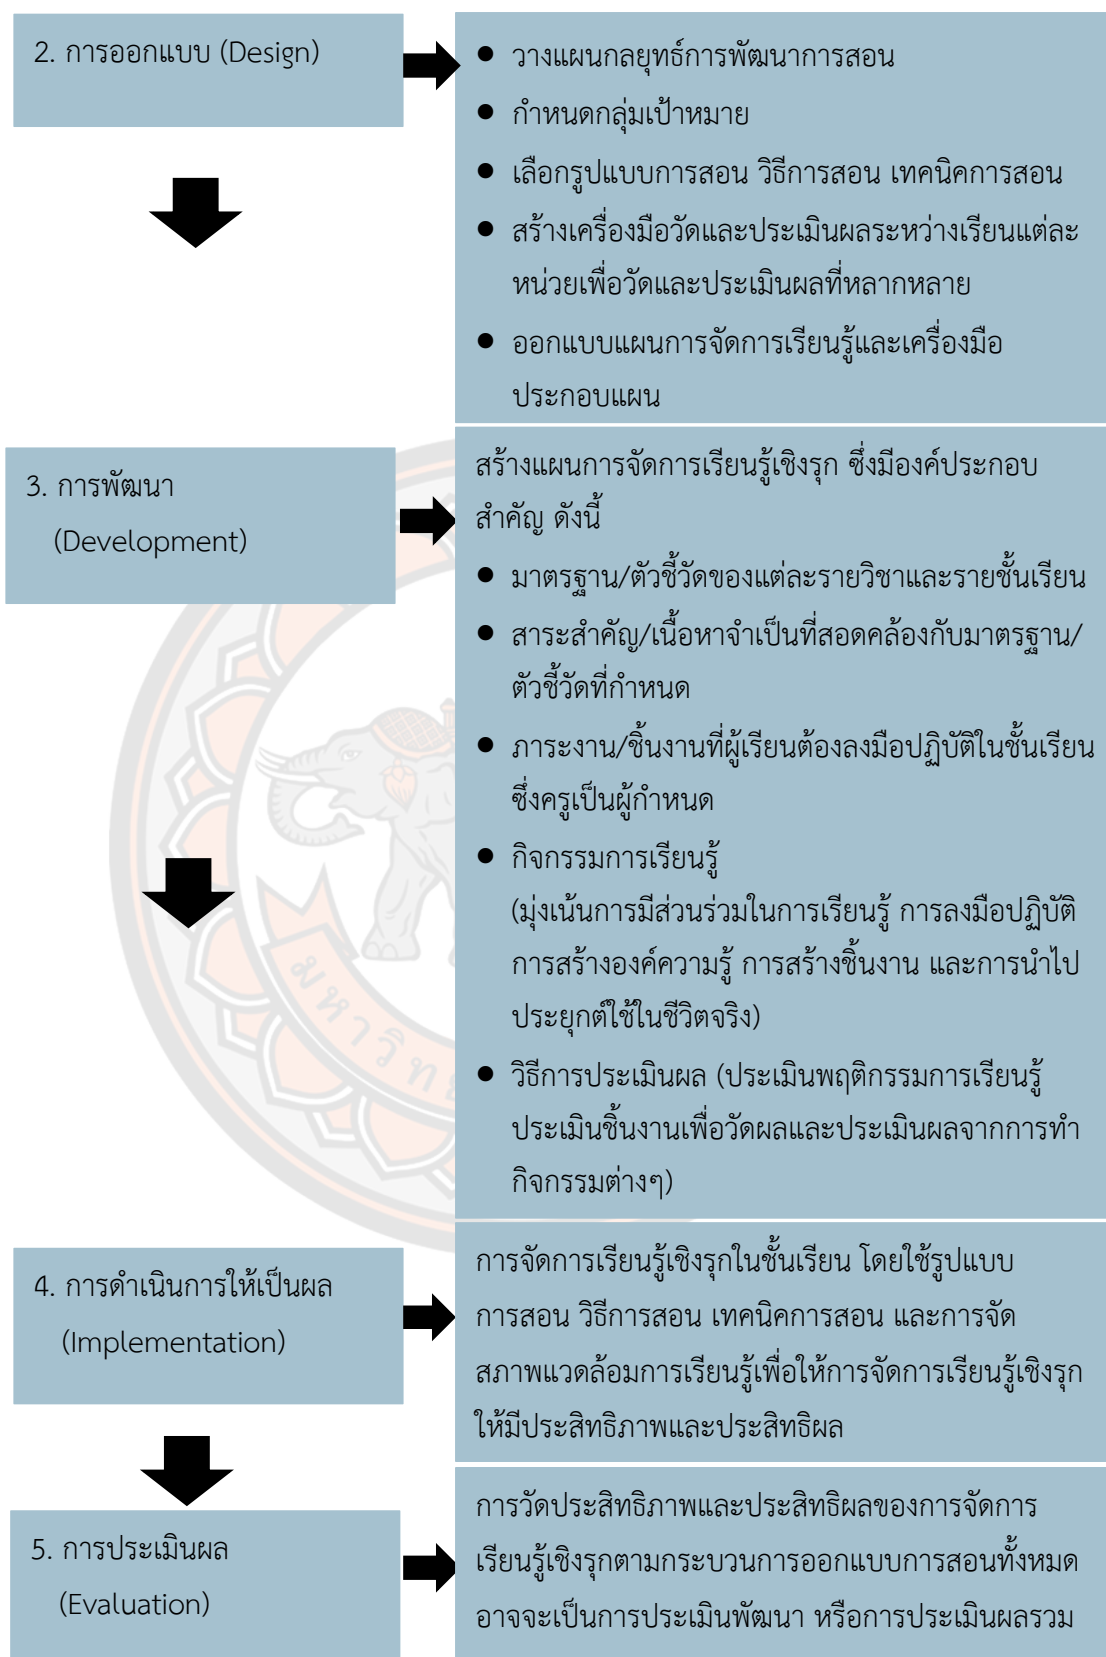 2. การออกแบบ (Design)
● วางแผนกลยุทธ์การพัฒนาการสอน
● กำหนดกลุ่มเป้าหมาย
● เลือกรูปแบบการสอน วิธีการสอน เทคนิคการสอน
● สร้างเครื่องมือวัดและประเมินผลระหว่างเรียนแต่ละ
หน่วยเพื่อวัดและประเมินผลที่หลากหลาย
● ออกแบบแผนการจัดการเรียนรู้และเครื่องมือ
ประกอบแผน
3. การพัฒนา
(Development)
สร้างแผนการจัดการเรียนรู้เชิงรุก ซึ่งมีองค์ประกอบ
สำคัญ ดังนี้
● มาตรฐาน/ตัวชี้วัดของแต่ละรายวิชาและรายชั้นเรียน
● สาระสำคัญ/เนื้อหาจำเป็นที่สอดคล้องกับมาตรฐาน/
ตัวชี้วัดที่กำหนด
● ภาระงาน/ชิ้นงานที่ผู้เรียนต้องลงมือปฏิบัติในชั้นเรียน
ซึ่งครูเป็นผู้กำหนด
● กิจกรรมการเรียนรู้
(มุ่งเน้นการมีส่วนร่วมในการเรียนรู้ การลงมือปฏิบัติ
การสร้างองค์ความรู้ การสร้างชิ้นงาน และการนำไป
ประยุกต์ใช้ในชีวิตจริง)
● วิธีการประเมินผล (ประเมินพฤติกรรมการเรียนรู้
ประเมินชิ้นงานเพื่อวัดผลและประเมินผลจากการทำ
กิจกรรมต่างๆ)
มหาวิทย
4. การดำเนินการให้เป็นผล
(Implementation)
การจัดการเรียนรู้เชิงรุกในชั้นเรียน โดยใช้รูปแบบ
การสอน วิธีการสอน เทคนิคการสอน และการจัด
สภาพแวดล้อมการเรียนรู้เพื่อให้การจัดการเรียนรู้เชิงรุก
ให้มีประสิทธิภาพและประสิทธิผล
5. การประเมินผล
(Evaluation)
การวัดประสิทธิภาพและประสิทธิผลของการจัดการ
เรียนรู้เชิงรุกตามกระบวนการออกแบบการสอนทั้งหมด
อาจจะเป็นการประเมินพัฒนา หรือการประเมินผลรวม